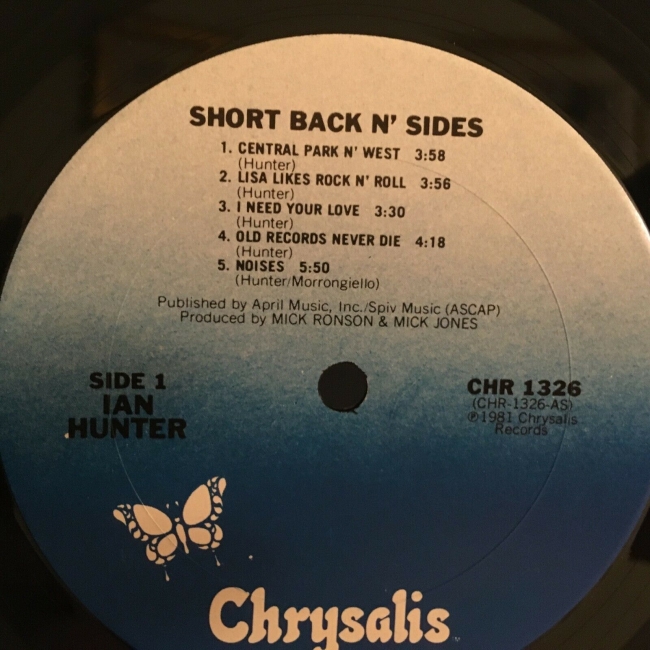 SHORT BACK N' SIDES
1. CENTRAL PARK N' WEST 3:58
(Hunter)
2. LISA LIKES ROCK N' ROLL 3:56
(Hunter)
3. I NEED YOUR LOVE 3:30
(Hunter)
4. OLD RECORDS NEVER DIE 4:18
(Hunter)
5. NOISES 5:50
(Hunter/Morrongiello)
Published by April Music, Inc./Spiv Music (ASCAP)
Produced by MICK RONSON & MICK JONES
SIDE 1
IAN
HUNTER
CHR 1326
(CHR-1326-AS)
℗1981 Chrysalis
Records
Chrysalis